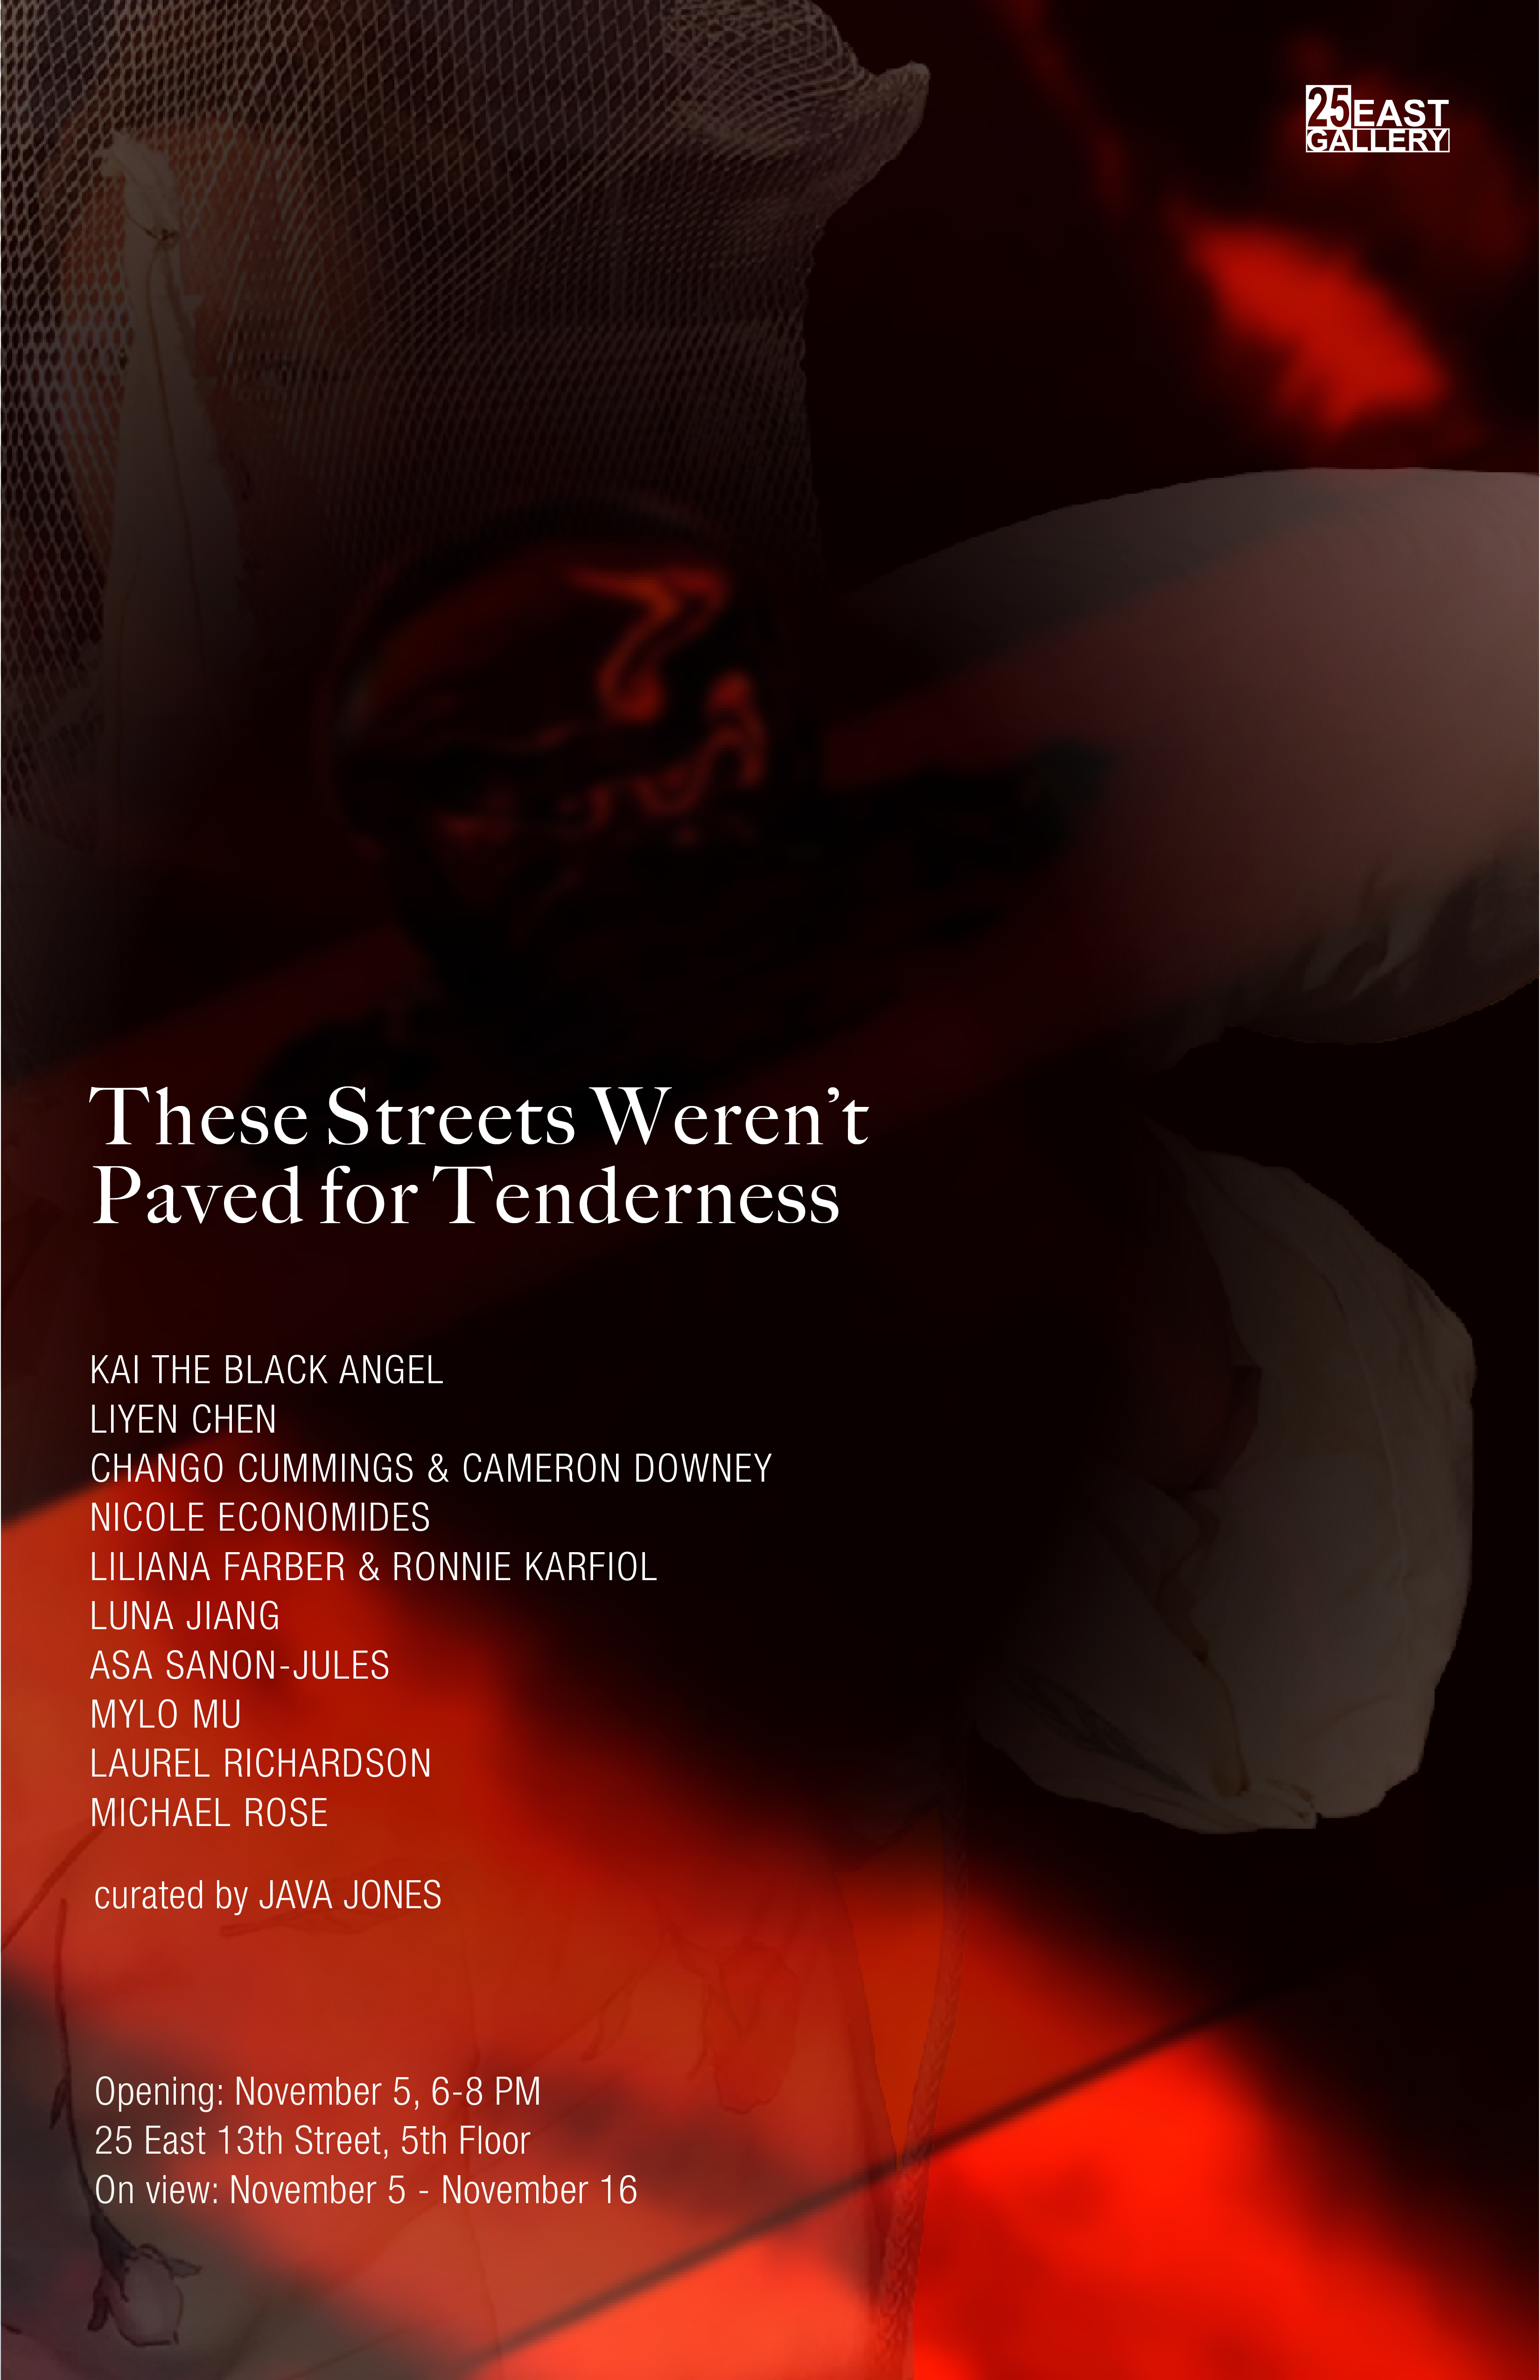 25EAST
GALLERY
These Streets Weren’t
Paved for Tenderness
KAI THE BLACK ANGEL
LIYEN CHEN
CHANGO CUMMINGS & CAMERON DOWNEY
NICOLE ECONOMIDES
LILIANA FARBER & RONNIE KARFIOL
LUNA JIANG
ASA SANON-JULES
MYLO MU
LAUREL RICHARDSON
MICHAEL ROSE
curated by JAVA JONES
Opening: November 5, 6-8 PM
25 East 13th Street, 5th Floor
On view: November 5 - November 16